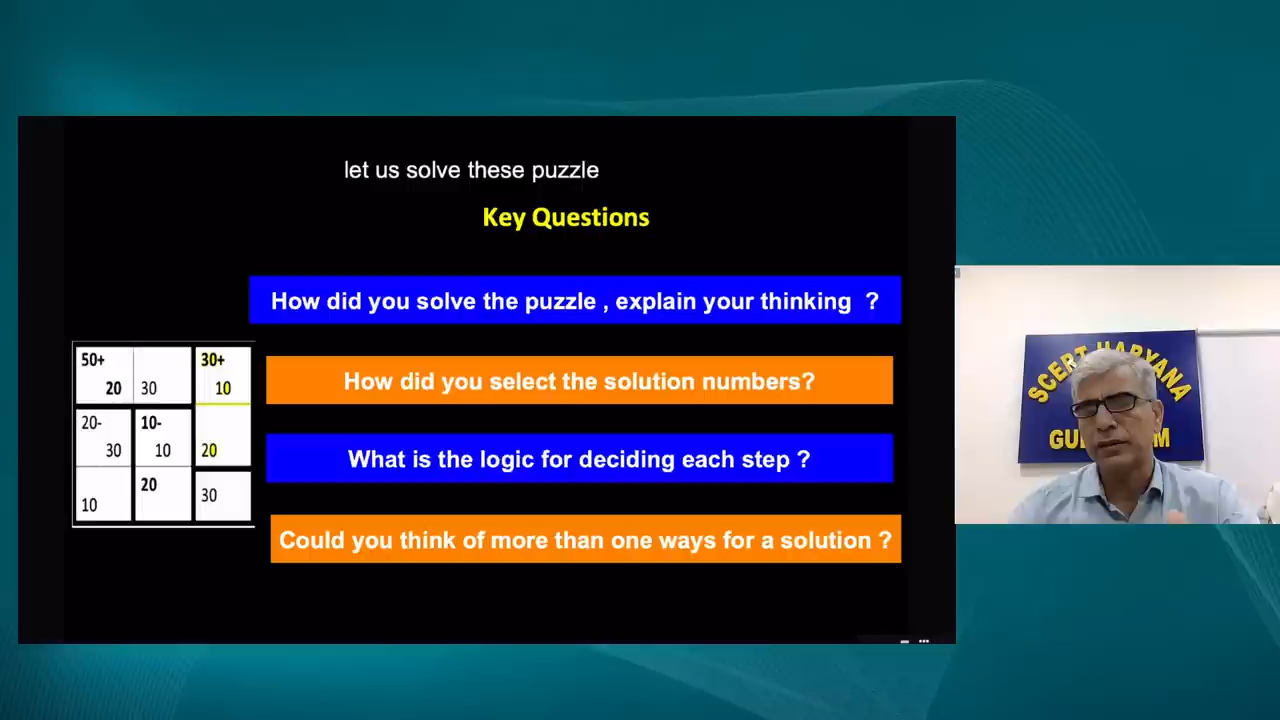 let us solve these puzzle
Key Questions
How did you solve the puzzle , explain your thinking ?
50+ 30+
20 30 10
How did you select the solution numbers?
20- 10-
30 10 20
What is the logic for deciding each step ?
20
10 30
Could you think of more than one ways for a solution ?
SCERT HARYANA
GU M